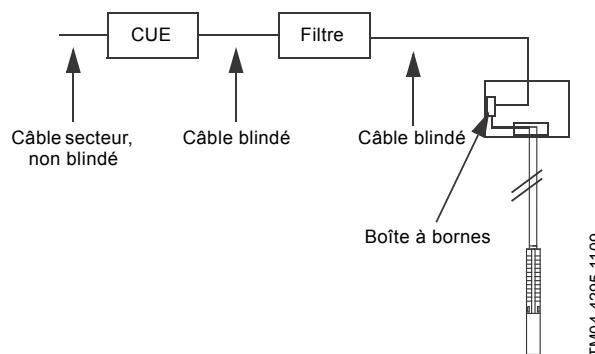 CUE
Filtre
Câble secteur,
non blindé
Câble blindé
Câble blindé
Boîte à bornes
TM04 4295 1109